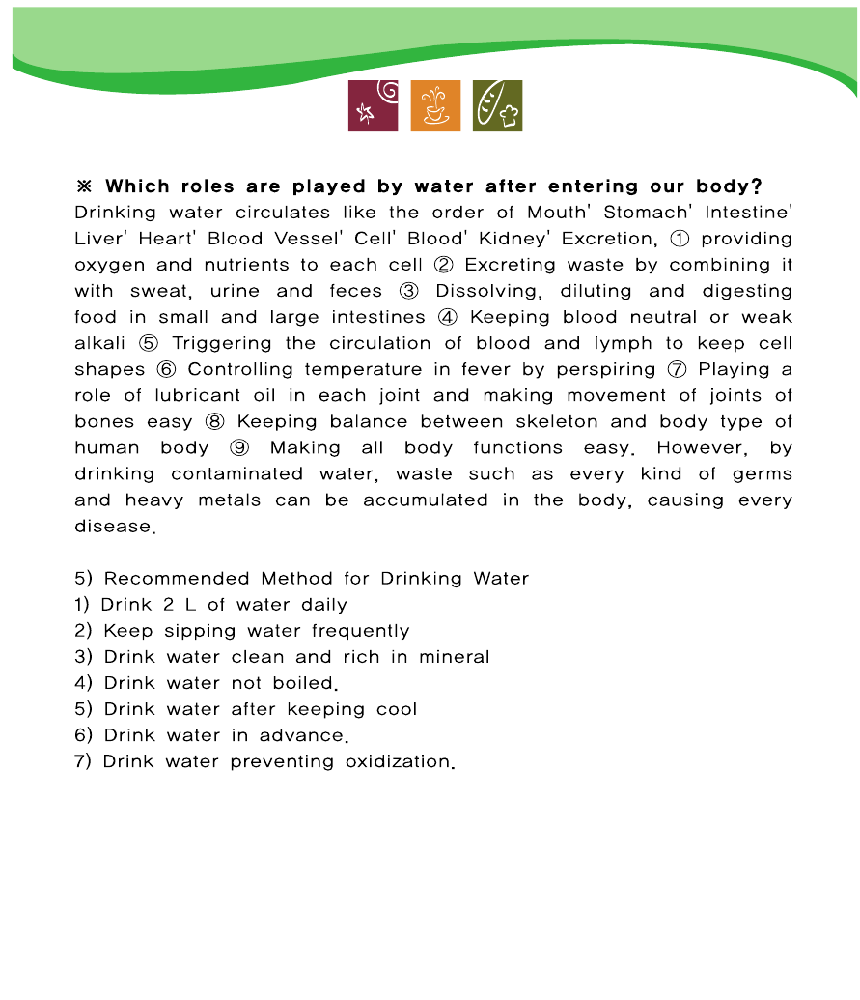 ※ Which roles are played by water after entering our body?
Drinking water circulates like the order of Mouth' Stomach' Intestine'
Liver' Heart' Blood Vessel' Cell' Blood' Kidney' Excretion, ① providing
oxygen and nutrients to each cell ② Excreting waste by combining it
with sweat, urine and feces ③ Dissolving, diluting and digesting
food in small and large intestines ④ Keeping blood neutral or weak
alkali ⑤ Triggering the circulation of blood and lymph to keep cell
shapes ⑥ Controlling temperature in fever by perspiring ⑦ Playing a
role of lubricant oil in each joint and making movement of joints of
bones easy ⑧ Keeping balance between skeleton and body type of
human body ⑨ Making all body functions easy. However, by
drinking contaminated water, waste such as every kind of germs
and heavy metals can be accumulated in the body, causing every
disease.
5) Recommended Method for Drinking Water
1) Drink 2 L of water daily
2) Keep sipping water frequently
3) Drink water clean and rich in mineral
4) Drink water not boiled.
5) Drink water after keeping cool
6) Drink water in advance.
7) Drink water preventing oxidization.